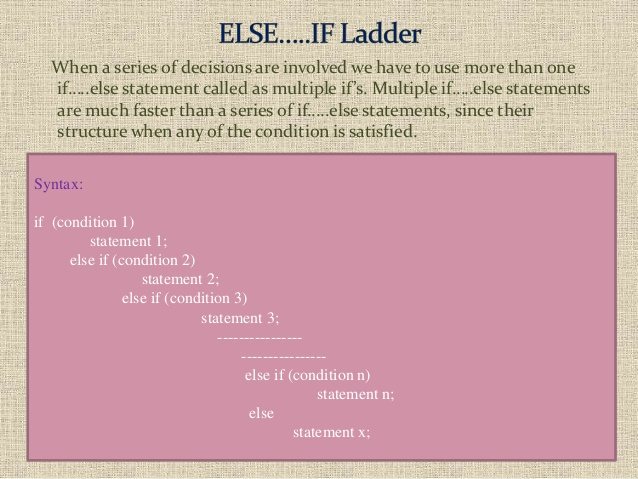 ELSE.....IF Ladder
When a series of decisions are involved we have to use more than one
if.....else statement called as multiple if's. Multiple if.....else statements
are much faster than a series of if.....else statements, since their
structure when any of the condition is satisfied.
Syntax:
if (condition 1)
statement 1;
else if (condition 2)
statement 2;
else if (condition 3)
statement 3;
----------------
----------------
else if (condition n)
statement n;
else
statement x;